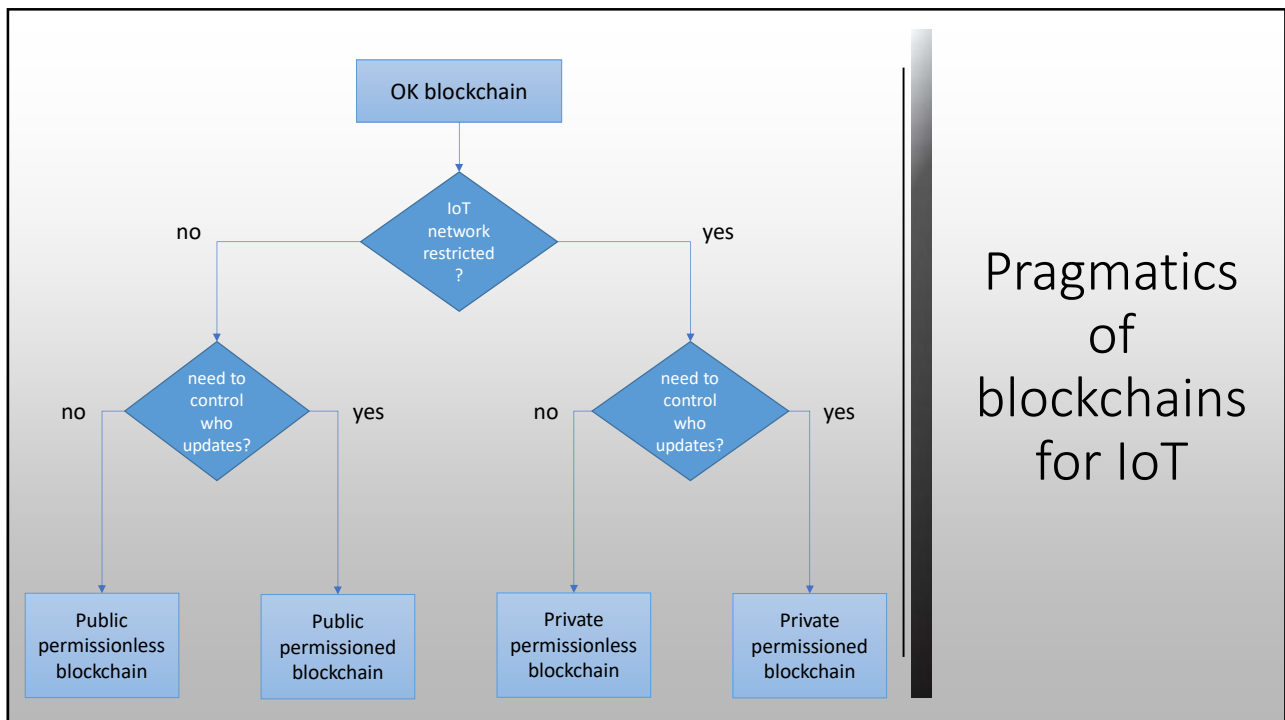 OK blockchain
IoT
network
restricted
?
no
yes
need to
control
who
updates?
no
yes
need to
control
who
updates?
no
yes
Public
permissionless
blockchain
Public
permissioned
blockchain
Private
permissionless
blockchain
Private
permissioned
blockchain
Pragmatics
of
blockchains
for IoT